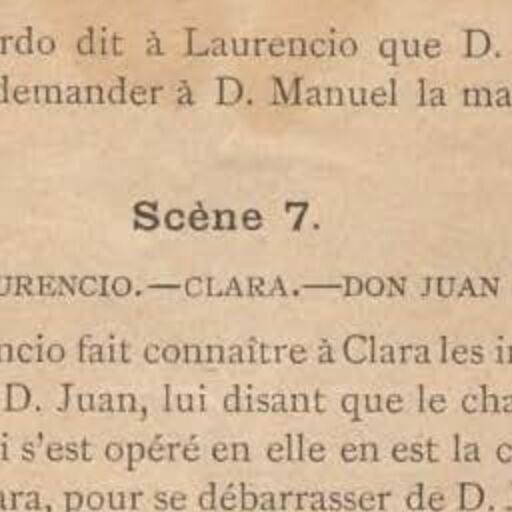 rdo dit à Laurencio que D.
demander à D. Manuel la ma
Scène 7.
URENCIO.—CLARA.—DON JUAN
ncio fait connaître à Clara les in
D. Juan, lui disant que le cha
i s'est opéré en elle en est la c
ara, pour se débarrasser de D.